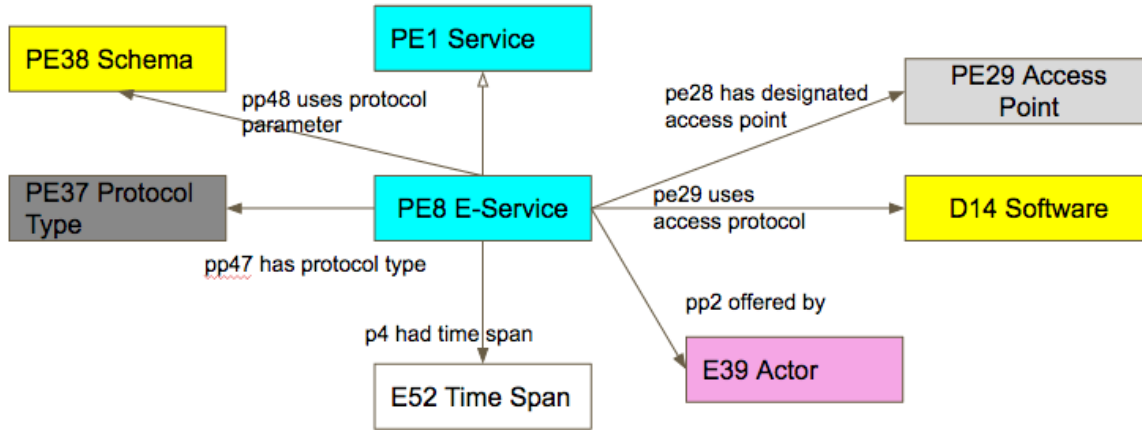 PE1 Service
PE38 Schema
PE29 Access
Point
pp48 uses protocol
parameter
pe28 has designated
access point
PE37 Protocol
Type
PE8 E-Service
pe29 uses
access protocol
D14 Software
pp47 has protocol type
pp2 offered by
p4 had time span
E39 Actor
E52 Time Span